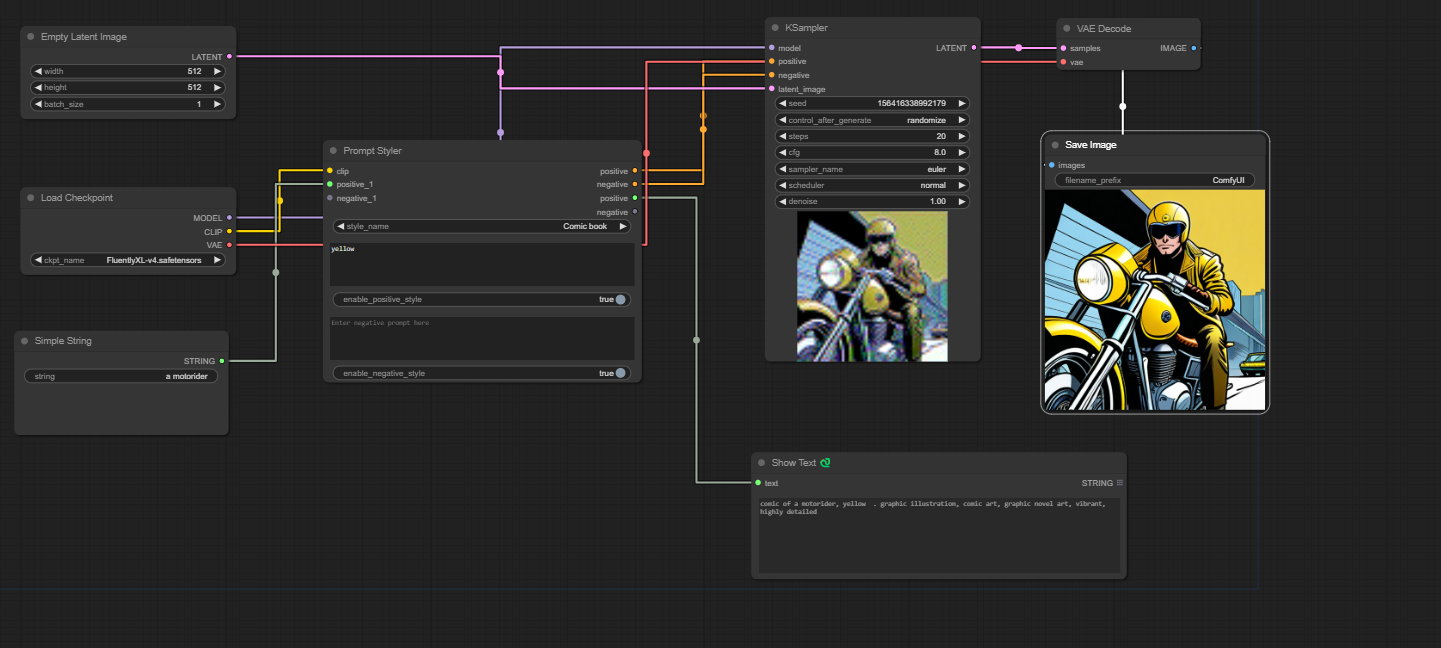 Empty Latent Image
LATENT
width 512
height 512
batch_size 1
Load Checkpoint
MODEL
CLIP
VAE
ckpt_name FluentlyXL-v4.safetensors
Simple String
STRING
string a motorider
Prompt Styler
clip positive
positive_1 negative
negative_1 positive
negative
style_name Comic book
yellow
enable_positive_style true
Enter negative prompt here
enable_negative_style true
KSampler
model LATENT
positive
negative
latent_image
seed 156416338992179
control_after_generate randomize
steps 20
cfg 8.0
sampler_name euler
scheduler normal
denoise 1.00
VAE Decode
samples IMAGE
vae
Save Image
images
filename_prefix ComfyUI
Show Text
text STRING
comic of a motorider, yellow . graphic illustration, comic art, graphic novel art, vibrant,
highly detailed